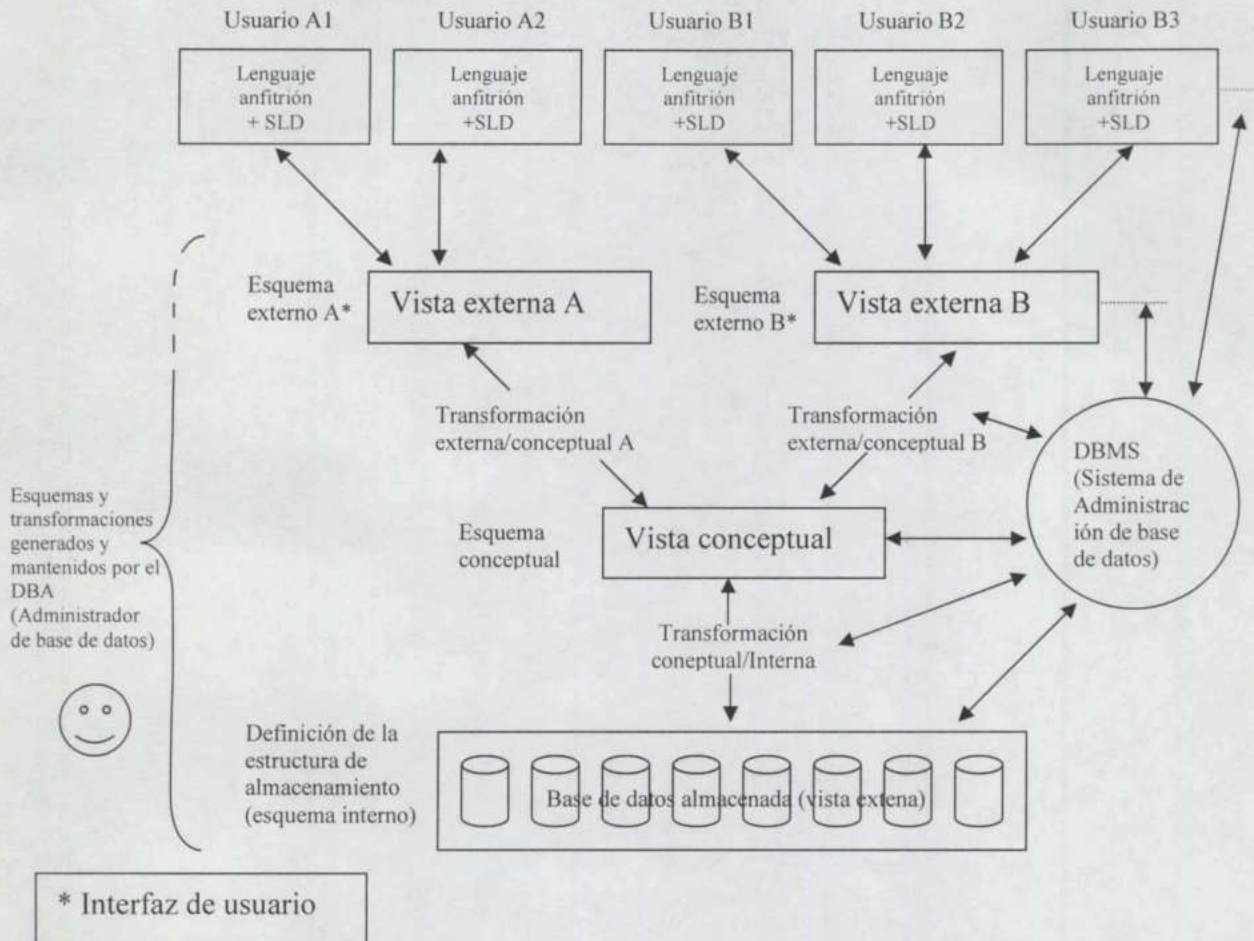 Usuario A1
Usuario A2
Usuario B1
Usuario B2
Usuario B3
Lenguaje
anfitrión
+ SLD
Lenguaje
anfitrión
+SLD
Lenguaje
anfitrión
+SLD
Lenguaje
anfitrión
+SLD
Lenguaje
anfitrión
+SLD
Esquema
externo A*
Vista externa A
Esquema
externo B*
Vista externa B
Transformación
externa/conceptual A
Transformación
externa/conceptual B
DBMS
(Sistema de
Administrac
ión de base
de datos)
Esquemas y
transformaciones
generados y
mantenidos por el
DBA
(Administrador
de base de datos)
Esquema
conceptual
Vista conceptual
Transformación
coneptual/Interna
Definición de la
estructura de
almacenamiento
(esquema interno)
Base de datos almacenada (vista extena)
* Interfaz de usuario